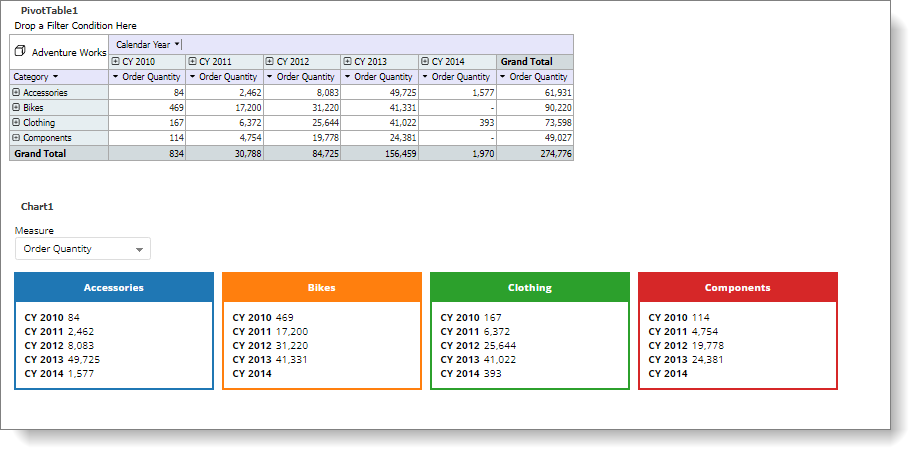 PivotTable1
Drop a Filter Condition Here
Adventure Works
Calendar Year
CY 2010 CY 2011 CY 2012 CY 2013 CY 2014 Grand Total
Category Order Quantity Order Quantity Order Quantity Order Quantity Order Quantity Order Quantity
Accessories 84 2,462 8,083 49,725 1,577 61,931
Bikes 469 17,200 31,220 41,331 - 90,220
Clothing 167 6,372 25,644 41,022 393 73,598
Components 114 4,754 19,778 24,381 - 49,027
Grand Total 834 30,788 84,725 156,459 1,970 274,776
Chart1
Measure
Order Quantity
Accessories
CY 2010 84
CY 2011 2,462
CY 2012 8,083
CY 2013 49,725
CY 2014 1,577
Bikes
CY 2010 469
CY 2011 17,200
CY 2012 31,220
CY 2013 41,331
CY 2014
Clothing
CY 2010 167
CY 2011 6,372
CY 2012 25,644
CY 2013 41,022
CY 2014 393
Components
CY 2010 114
CY 2011 4,754
CY 2012 19,778
CY 2013 24,381
CY 2014